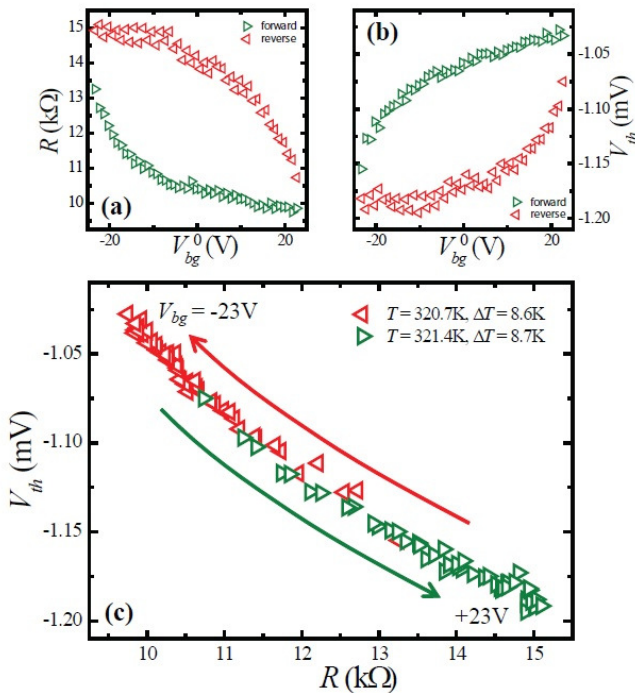 15
14
13
12
11
10
R (kΩ)
forward
reverse
(a)
-20 0 20
V_bg (V)
(b)
-1.05
-1.10
-1.15
-1.20
V_th (mV)
forward
reverse
-20 0 20
V_bg (V)
V_bg = -23V
T = 320.7K, ΔT = 8.6K
T = 321.4K, ΔT = 8.7K
-1.05
-1.10
-1.15
-1.20
V_th (mV)
(c)
+23V
10 11 12 13 14 15
R (kΩ)